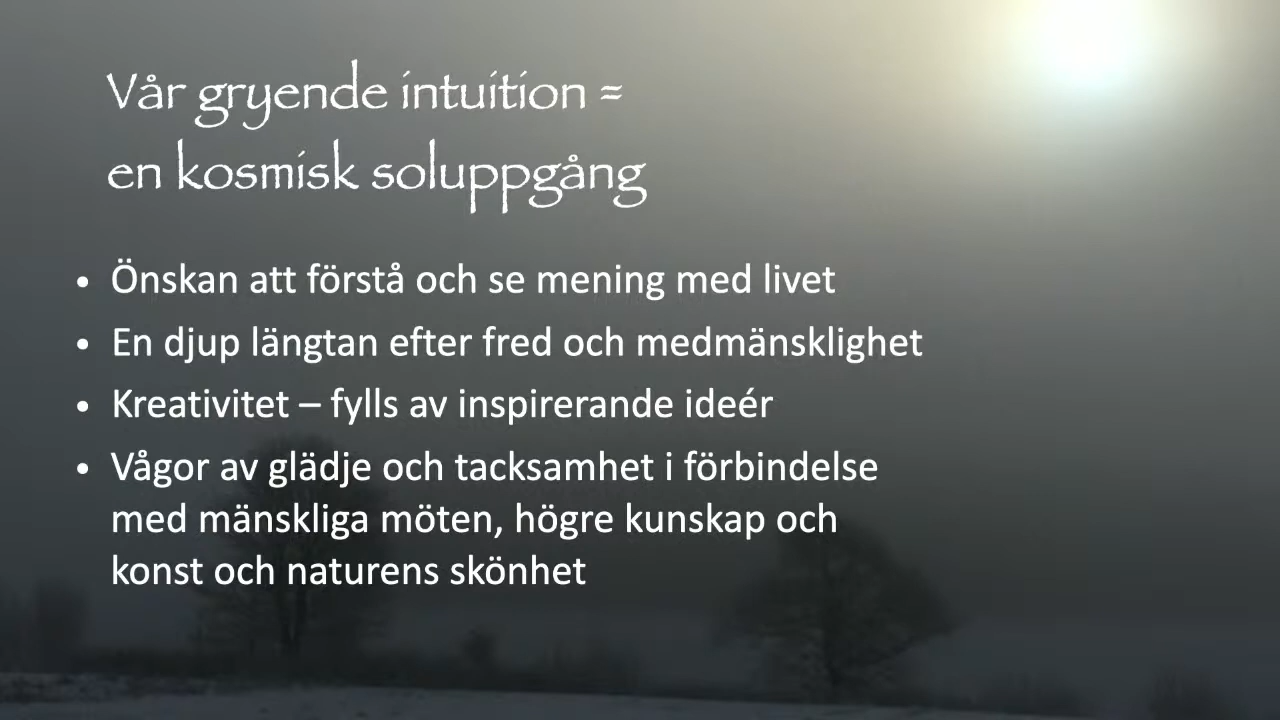 Vår gryende intuition =
en kosmisk soluppgång
• Önskan att förstå och se mening med livet
• En djup längtan efter fred och medmänsklighet
• Kreativitet – fylls av inspirerande ideér
• Vågor av glädje och tacksamhet i förbindelse
med mänskliga möten, högre kunskap och
konst och naturens skönhet